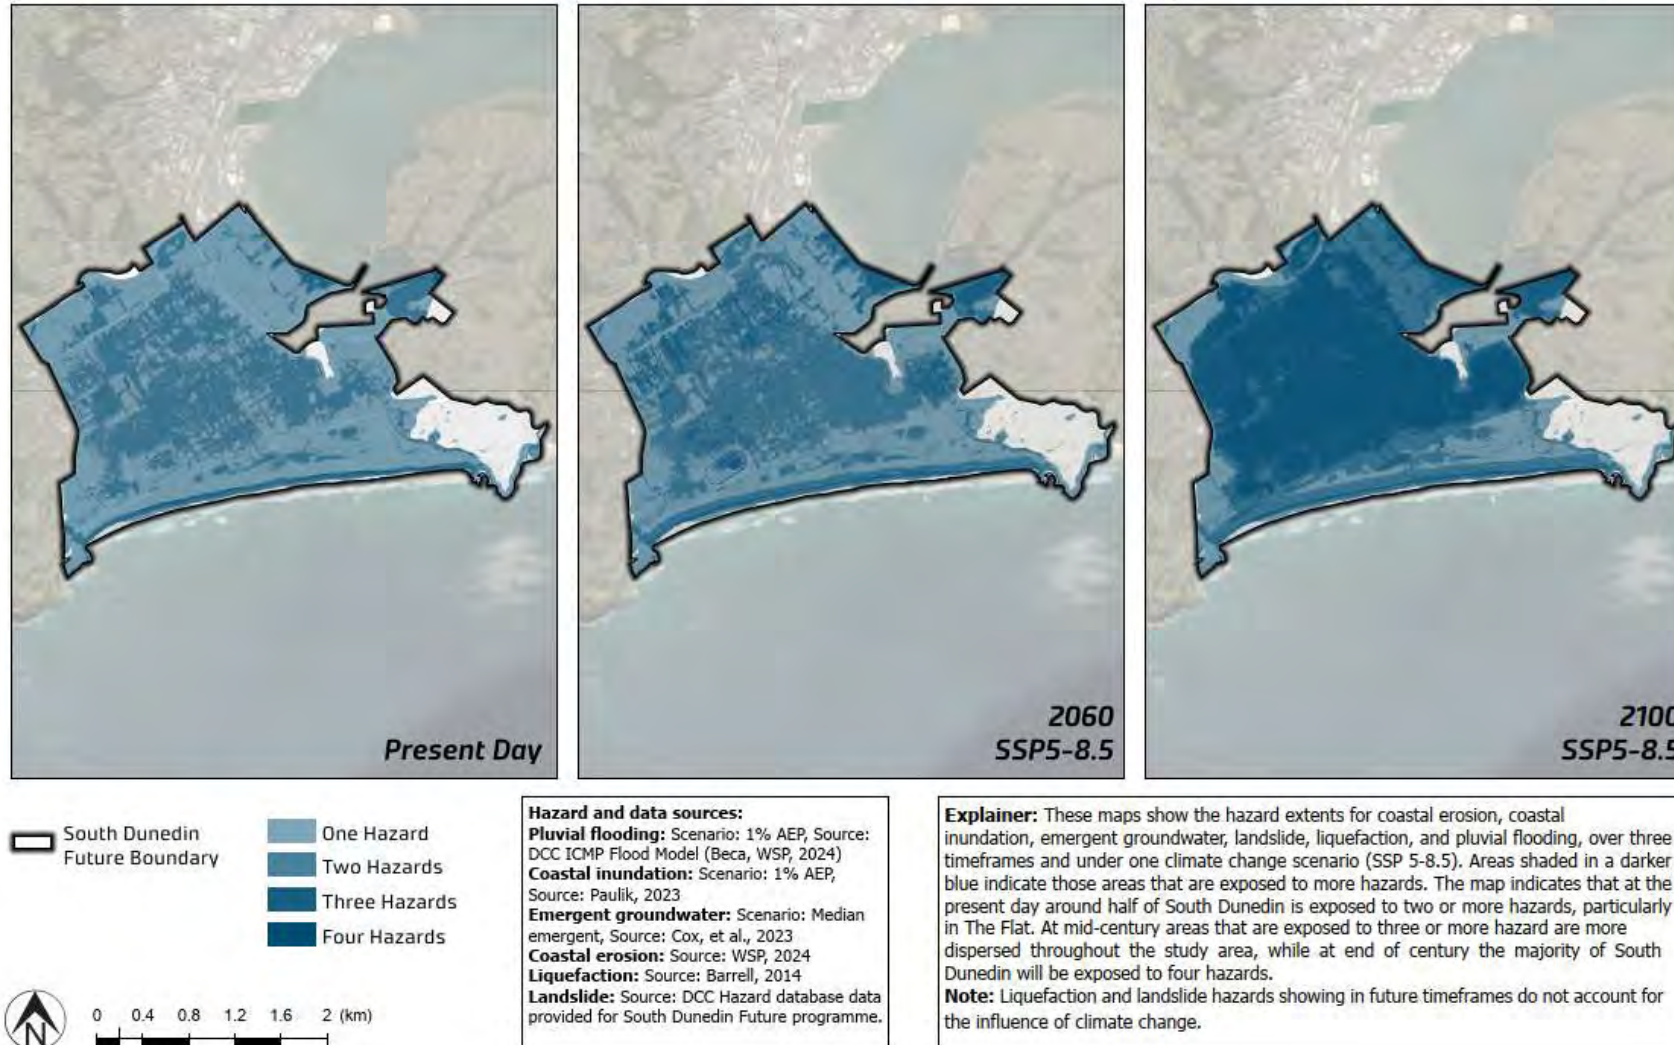 Present Day
2060
SSP5-8.5
2100
SSP5-8.5
South Dunedin
Future Boundary
One Hazard
Two Hazards
Three Hazards
Four Hazards
N
0 0.4 0.8 1.2 1.6 2 (km)
Hazard and data sources:
Pluvial flooding: Scenario: 1% AEP, Source:
DCC ICMP Flood Model (Beca, WSP, 2024)
Coastal inundation: Scenario: 1% AEP,
Source: Paulik, 2023
Emergent groundwater: Scenario: Median
emergent, Source: Cox, et al., 2023
Coastal erosion: Source: WSP, 2024
Liquefaction: Source: Barrell, 2014
Landslide: Source: DCC Hazard database data
provided for South Dunedin Future programme.
Explainer: These maps show the hazard extents for coastal erosion, coastal
inundation, emergent groundwater, landslide, liquefaction, and pluvial flooding, over three
timeframes and under one climate change scenario (SSP 5-8.5). Areas shaded in a darker
blue indicate those areas that are exposed to more hazards. The map indicates that at the
present day around half of South Dunedin is exposed to two or more hazards, particularly
in The Flat. At mid-century areas that are exposed to three or more hazard are more
dispersed throughout the study area, while at end of century the majority of South
Dunedin will be exposed to four hazards.
Note: Liquefaction and landslide hazards showing in future timeframes do not account for
the influence of climate change.